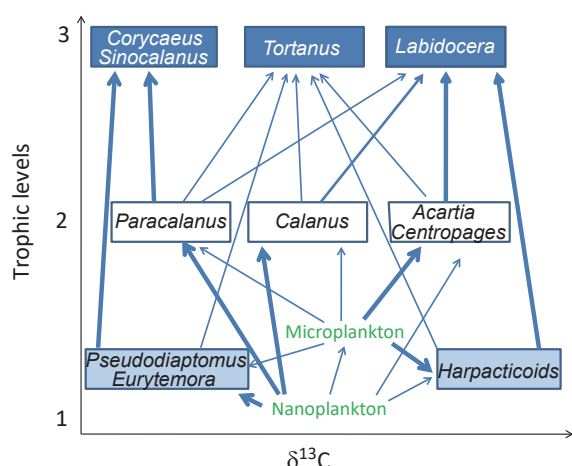 3
Corycaeus
Sinocalanus
Tortanus
Labidocera
Trophic levels
2
Paracalanus
Calanus
Acartia
Centropages
Microplankton
Pseudodiaptomus
Eurytemora
Harpacticoids
Nanoplankton
1
δ¹³C